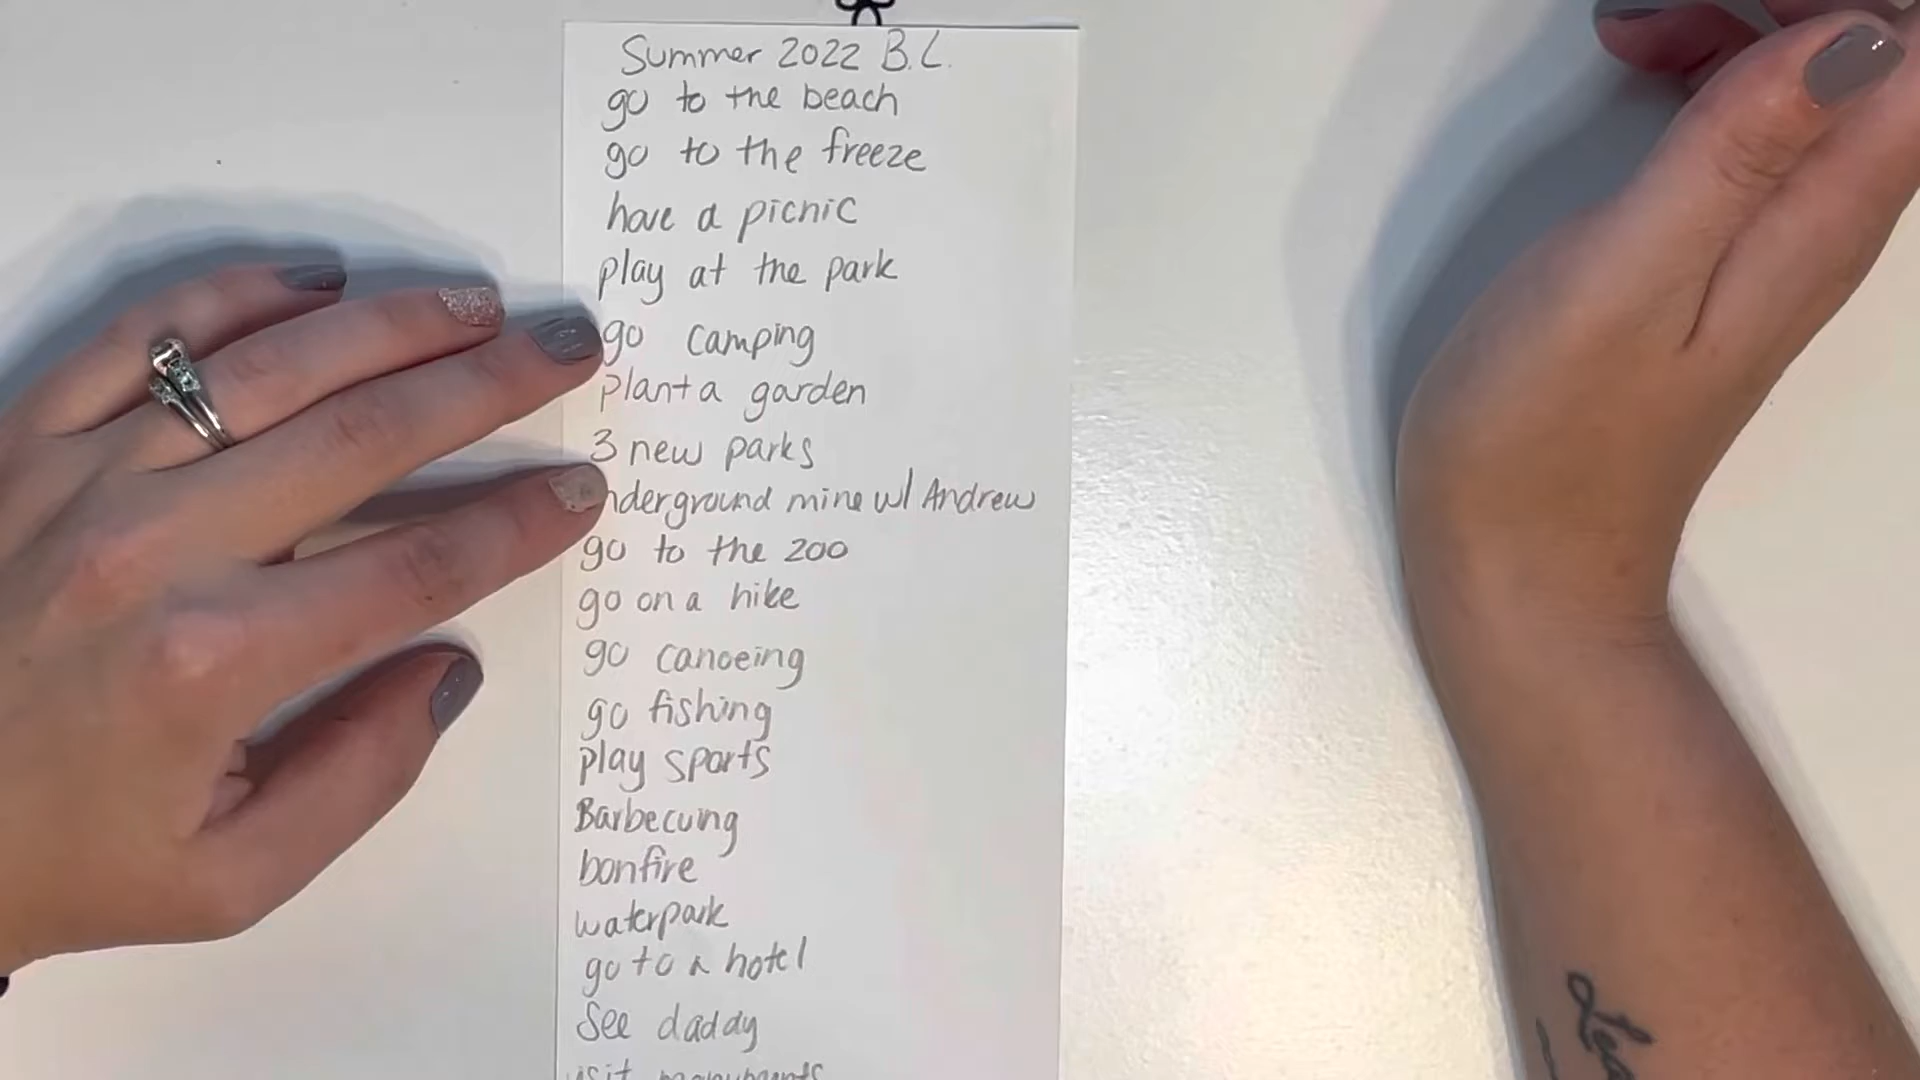 Summer 2022 B.L.
go to the beach
go to the freeze
have a picnic
play at the park
go camping
plant a garden
3 new parks
nderground mine w/ Andrew
go to the zoo
go on a hike
go canoeing
go fishing
play sports
Barbecuing
bonfire
waterpark
go to a hotel
See daddy
visit